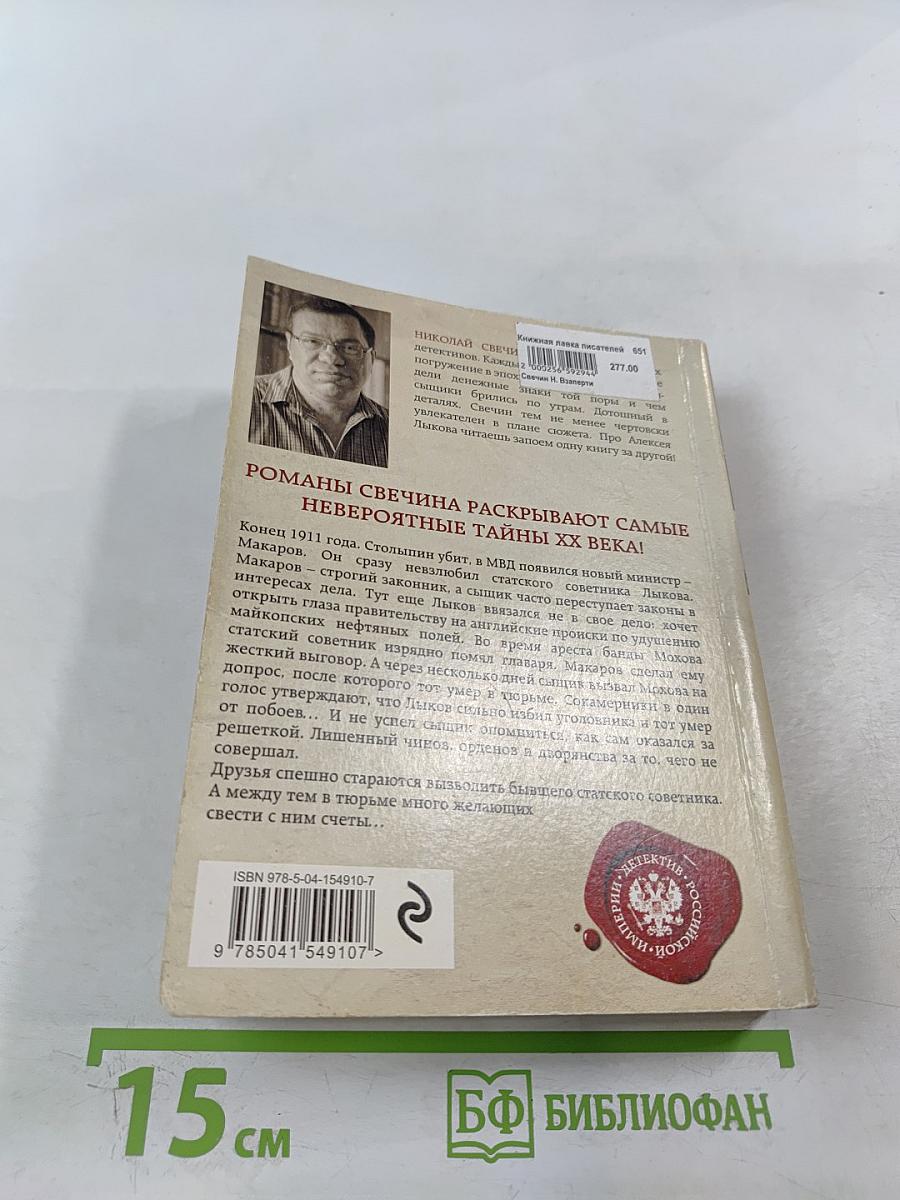 НИКОЛАЙ СВЕЧИ
детективов. Кажды
погружение в эпох
дели денежные знаки той поры и чем
сыщики брились по утрам. Дотошный в
деталях, Свечин тем не менее чертовски
увлекателен в плане сюжета. Про Алексея
Лыкова читаешь запоем одну книгу за другой!
Книжная лавка писателей 651
2 000256 592944
277.00
Свечин Н. Взаперти
РОМАНЫ СВЕЧИНА РАСКРЫВАЮТ САМЫЕ
НЕВЕРОЯТНЫЕ ТАЙНЫ XX ВЕКА!
Конец 1911 года. Столыпин убит, в МВД появился новый министр –
Макаров. Он сразу невзлюбил статского советника Лыкова.
Макаров – строгий законник, а сыщик часто переступает законы в
интересах дела. Тут еще Лыков ввязался не в свое дело: хочет
открыть глаза правительству на английские происки по удушению
майкопских нефтяных полей. Во время ареста банды Мохова
статский советник изрядно помял главаря. Макаров сделал ему
жесткий выговор. А через несколько дней сыщик вызвал Мохова на
допрос, после которого тот умер в тюрьме. Сокамерники в один
голос утверждают, что Лыков сильно избил уголовника и тот умер
от побоев... И не успел сыщик опомниться, как сам оказался за
решеткой. Лишенный чинов, орденов и дворянства за то, чего не
совершал.
Друзья спешно стараются вызволить бывшего статского советника.
А между тем в тюрьме много желающих
свести с ним счеты...
ISBN 978-5-04-154910-7
9 785041 549107 >
ДЕТЕКТИВ • РОССИЙСКОЙ • ИМПЕРИИ •
15 см
БФ БИБЛИОФАН